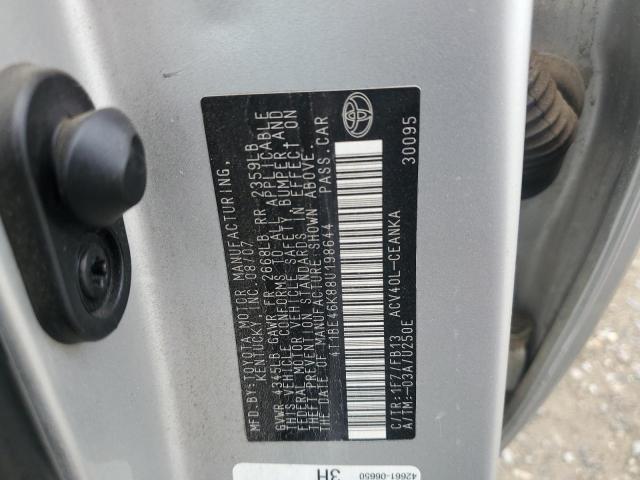 MFD.BY:TOYOTA MOTOR MANUFACTURING,
KENTUCKY,INC 08/07
GVWR 4345LB GAWR FR 2668LB RR 2359LB
THIS VEHICLE CONFORMS TO ALL APPLICABLE
FEDERAL MOTOR VEHICLE SAFETY, BUMPER AND
THEFT PREVENTION STANDARDS IN EFFECT ON
THE DATE OF MANUFACTURE SHOWN ABOVE.
4T1BE46K88U198644 PASS.CAR
C/TR:1F7/FB13 ACV40L-CEANKA
A/TM:-03A/U250E 30095
42661-06650
3H